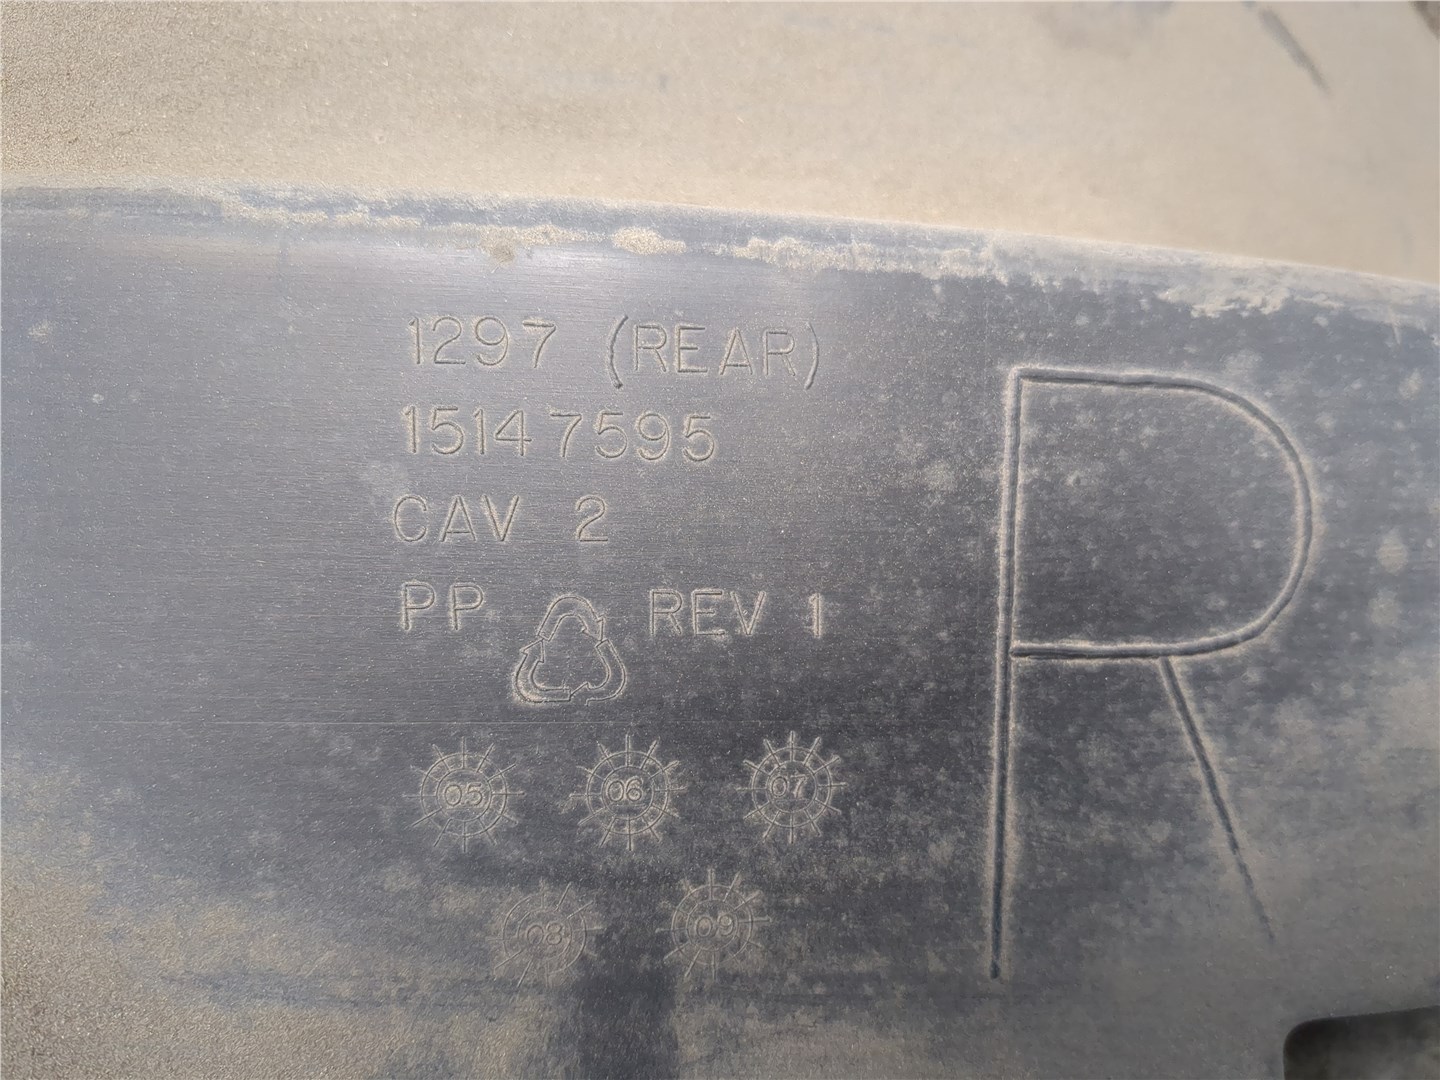 1297 (REAR)
15147595
CAV 2
PP REV 1
R
05 06 07
08 09